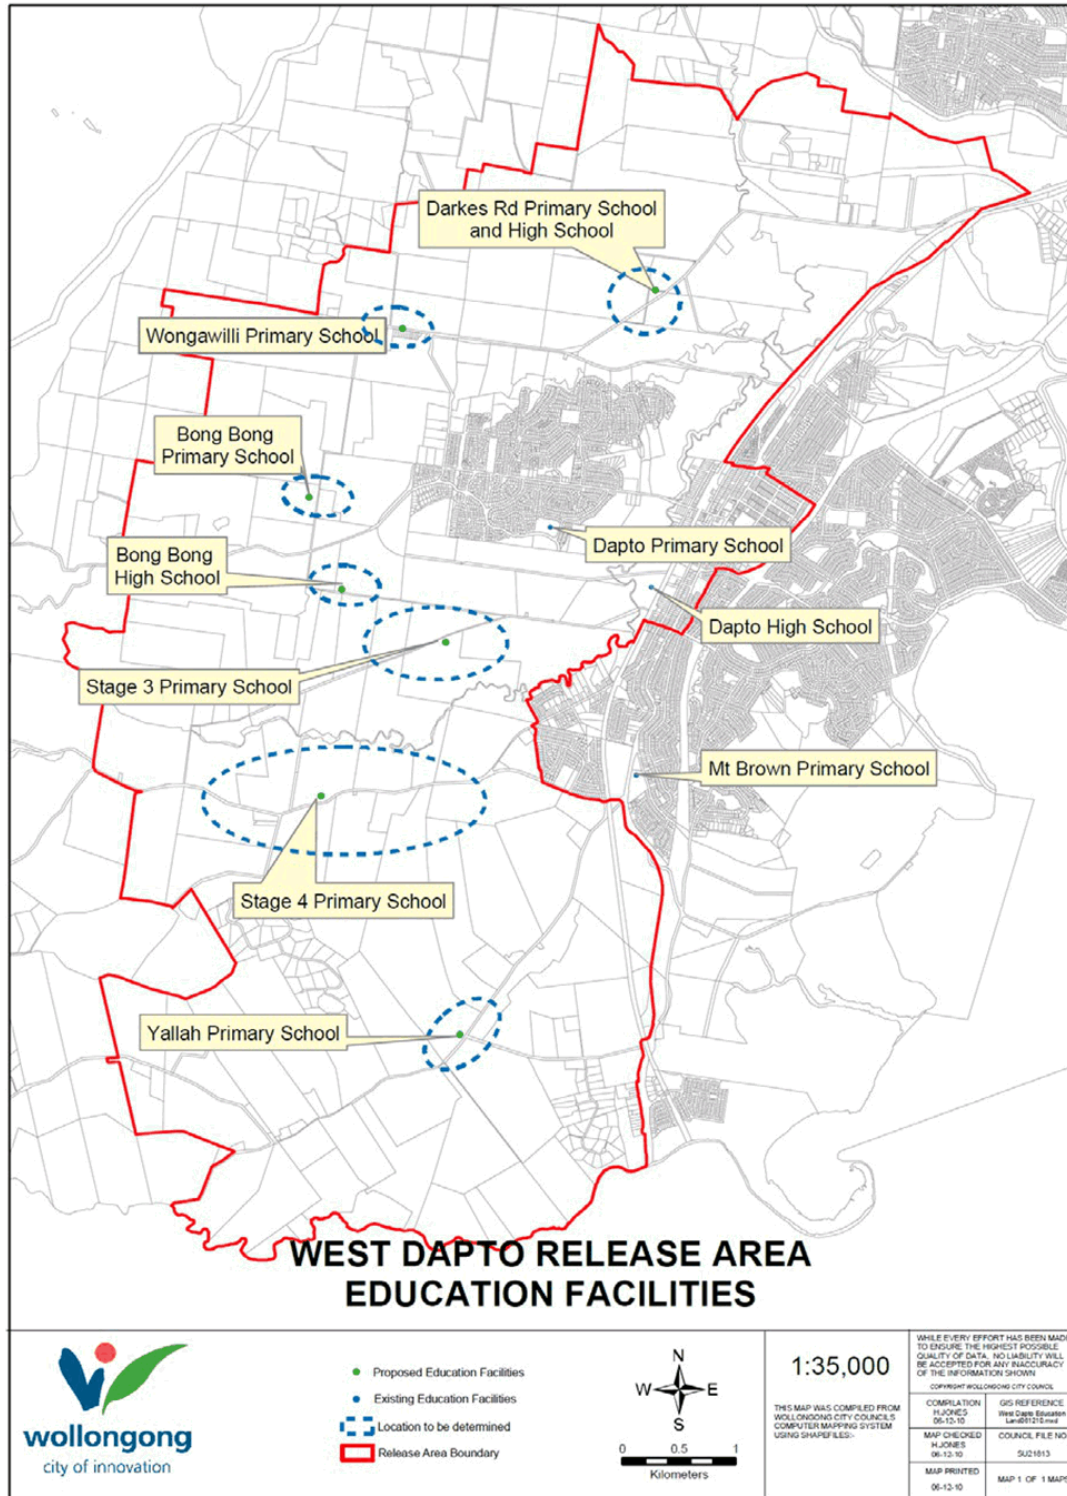 Darkes Rd Primary School
and High School
Wongawilli Primary School
Bong Bong
Primary School
Dapto Primary School
Bong Bong
High School
Dapto High School
Stage 3 Primary School
Mt Brown Primary School
Stage 4 Primary School
Yallah Primary School
WEST DAPTO RELEASE AREA
EDUCATION FACILITIES
wollongong
city of innovation
Proposed Education Facilities
Existing Education Facilities
Location to be determined
Release Area Boundary
N
W E
S
0 0.5 1
Kilometers
1:35,000
THIS MAP WAS COMPILED FROM
WOLLONGONG CITY COUNCILS
COMPUTER MAPPING SYSTEM
USING SHAPEFILES:-
WHILE EVERY EFFORT HAS BEEN MADE
TO ENSURE THE HIGHEST POSSIBLE
QUALITY OF DATA, NO LIABILITY WILL
BE ACCEPTED FOR ANY INACCURACY
OF THE INFORMATION SHOWN
COPYRIGHT WOLLONGONG CITY COUNCIL
COMPILATION
H.JONES
06-12-10
GIS REFERENCE
West Dapto Education
Land081210.mxd
MAP CHECKED
H.JONES
06-12-10
COUNCIL FILE NO
SU21813
MAP PRINTED
06-12-10
MAP 1 OF 1 MAPS